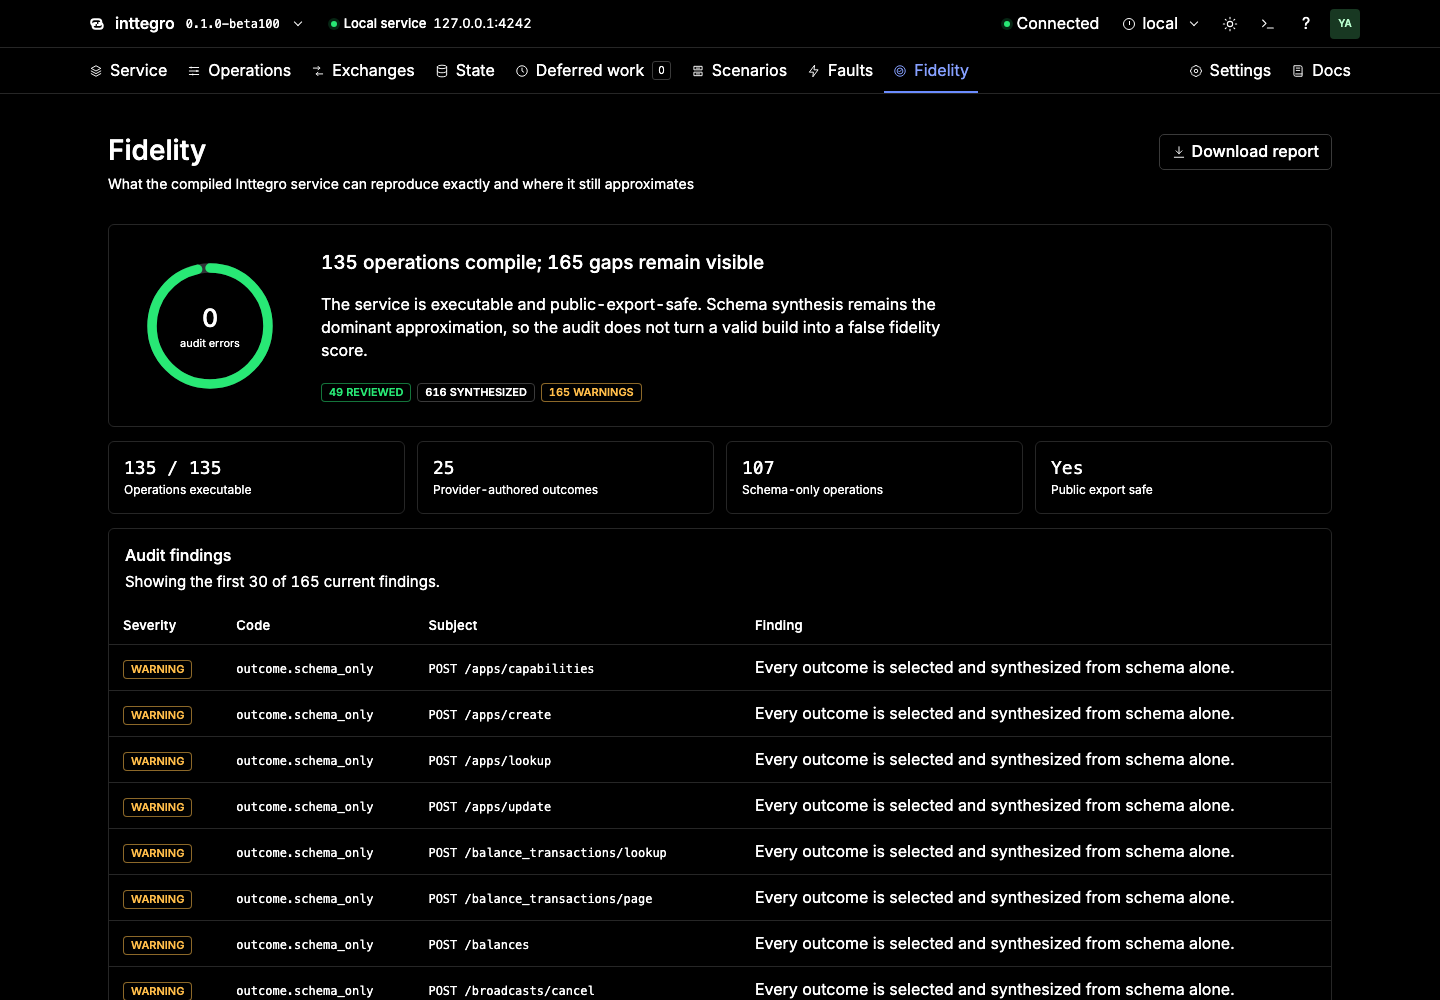 inttegro 0.1.0-beta100 Local service 127.0.0.1:4242 Connected local ? YA
Service Operations Exchanges State Deferred work 0 Scenarios Faults Fidelity Settings Docs
Fidelity
Download report
What the compiled Inttegro service can reproduce exactly and where it still approximates
135 operations compile; 165 gaps remain visible
0
audit errors
The service is executable and public-export-safe. Schema synthesis remains the
dominant approximation, so the audit does not turn a valid build into a false fidelity
score.
49 REVIEWED 616 SYNTHESIZED 165 WARNINGS
135 / 135
Operations executable
25
Provider-authored outcomes
107
Schema-only operations
Yes
Public export safe
Audit findings
Showing the first 30 of 165 current findings.
Severity Code Subject Finding
WARNING outcome.schema_only POST /apps/capabilities Every outcome is selected and synthesized from schema alone.
WARNING outcome.schema_only POST /apps/create Every outcome is selected and synthesized from schema alone.
WARNING outcome.schema_only POST /apps/lookup Every outcome is selected and synthesized from schema alone.
WARNING outcome.schema_only POST /apps/update Every outcome is selected and synthesized from schema alone.
WARNING outcome.schema_only POST /balance_transactions/lookup Every outcome is selected and synthesized from schema alone.
WARNING outcome.schema_only POST /balance_transactions/page Every outcome is selected and synthesized from schema alone.
WARNING outcome.schema_only POST /balances Every outcome is selected and synthesized from schema alone.
WARNING outcome.schema_only POST /broadcasts/cancel Every outcome is selected and synthesized from schema alone.